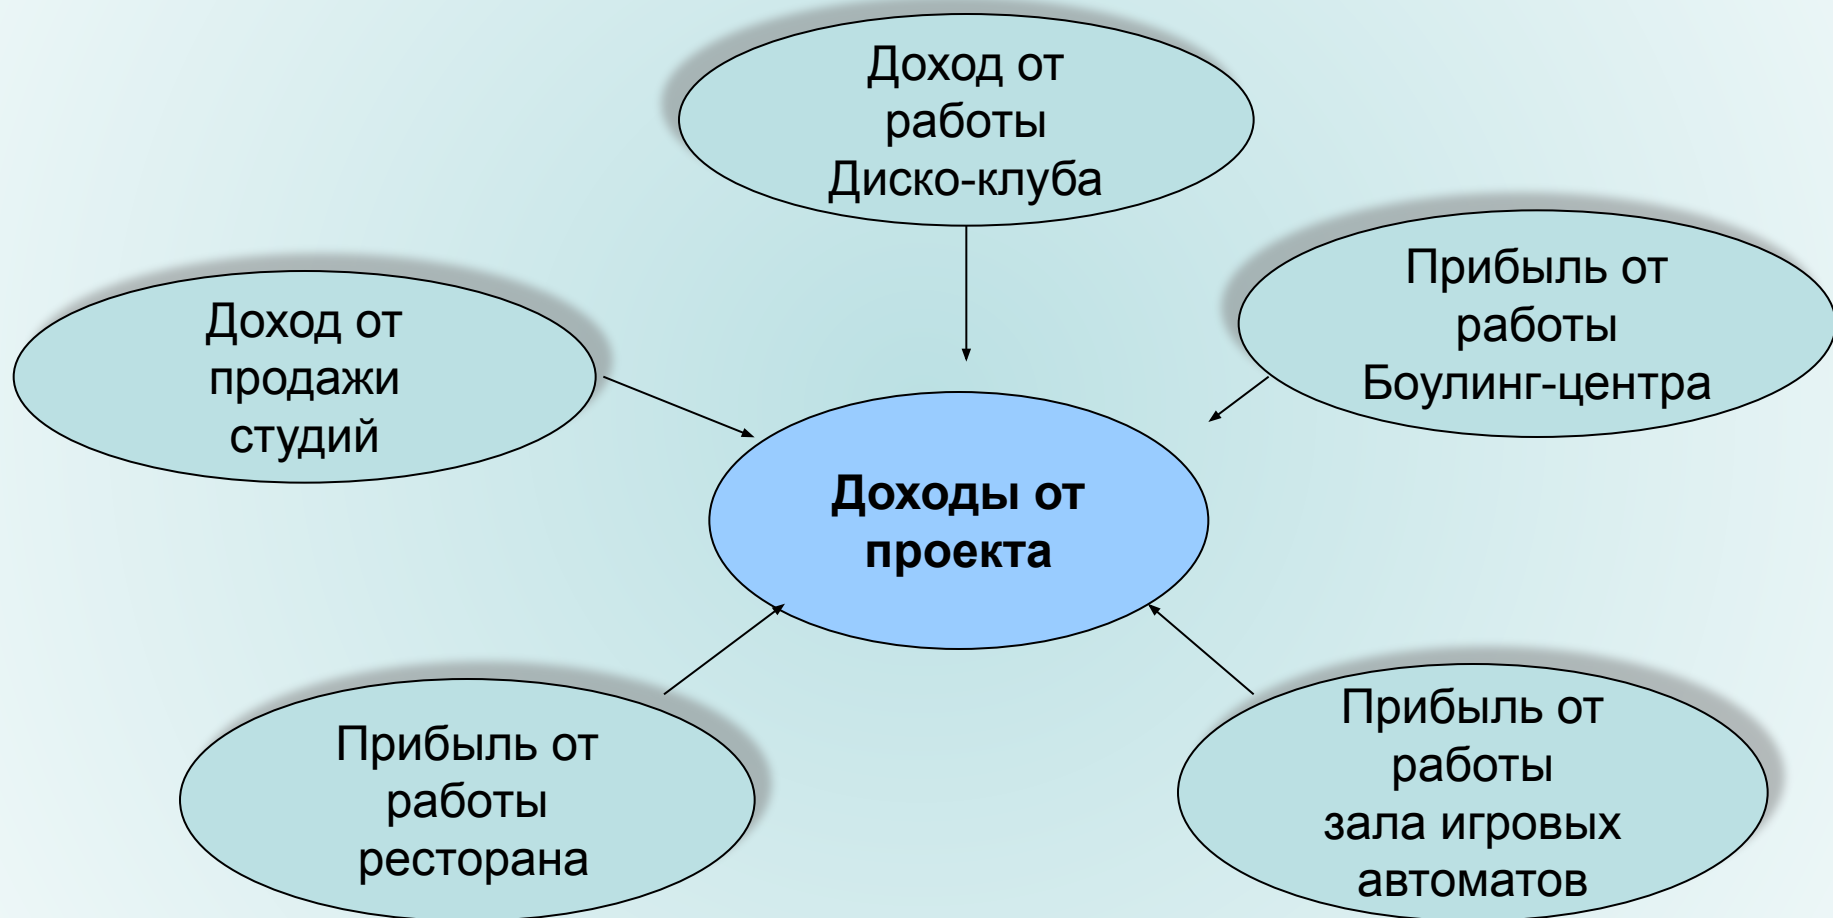 Доход от
работы
Диско-клуба
Прибыль от
работы
Боулинг-центра
Доход от
продажи
студий
Доходы от
проекта
Прибыль от
работы
ресторана
Прибыль от
работы
зала игровых
автоматов